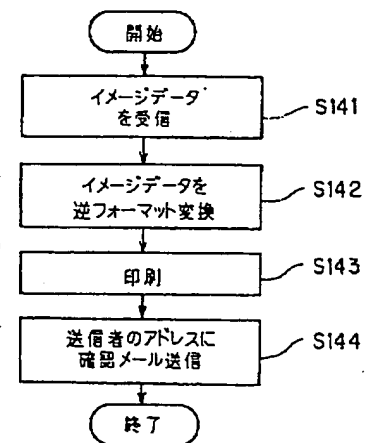 開始
イメージデータ
を受信
S141
イメージデータを
逆フォーマット変換
S142
印刷
S143
送信者のアドレスに
確認メール送信
S144
終了